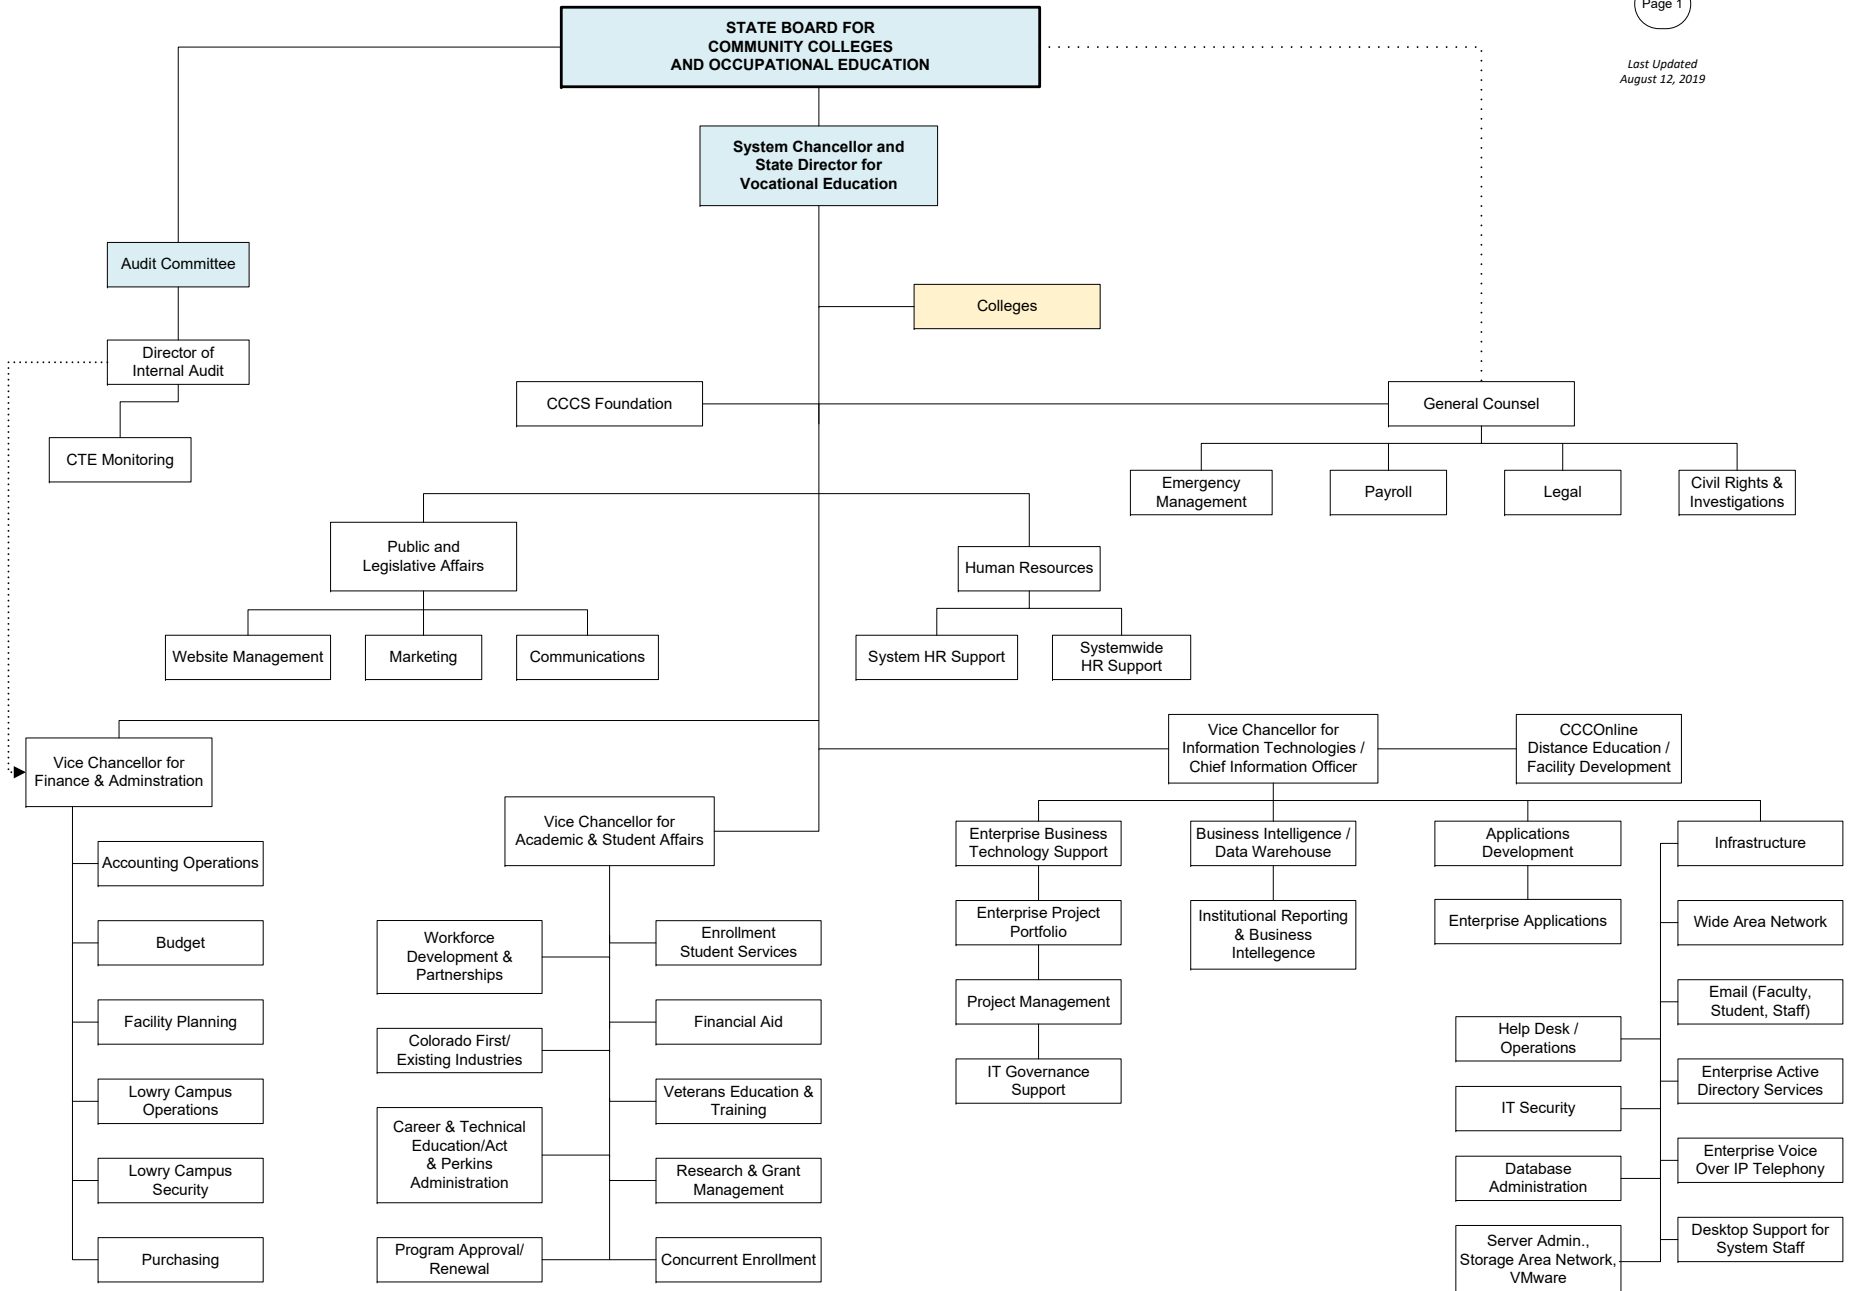 Page 1
Last Updated
August 12, 2019
STATE BOARD FOR
COMMUNITY COLLEGES
AND OCCUPATIONAL EDUCATION
System Chancellor and
State Director for
Vocational Education
Audit Committee
Colleges
Director of
Internal Audit
CCCS Foundation
General Counsel
CTE Monitoring
Emergency
Management
Payroll
Legal
Civil Rights &
Investigations
Public and
Legislative Affairs
Human Resources
Website Management
Marketing
Communications
System HR Support
Systemwide
HR Support
Vice Chancellor for
Finance & Adminstration
Vice Chancellor for
Information Technologies /
Chief Information Officer
CCCOnline
Distance Education /
Facility Development
Vice Chancellor for
Academic & Student Affairs
Accounting Operations
Budget
Facility Planning
Lowry Campus
Operations
Lowry Campus
Security
Purchasing
Workforce
Development &
Partnerships
Colorado First/
Existing Industries
Career & Technical
Education/Act
& Perkins
Administration
Program Approval/
Renewal
Enrollment
Student Services
Financial Aid
Veterans Education &
Training
Research & Grant
Management
Concurrent Enrollment
Enterprise Business
Technology Support
Enterprise Project
Portfolio
Project Management
IT Governance
Support
Business Intelligence /
Data Warehouse
Institutional Reporting
& Business
Intellegence
Applications
Development
Enterprise Applications
Infrastructure
Wide Area Network
Email (Faculty,
Student, Staff)
Enterprise Active
Directory Services
Enterprise Voice
Over IP Telephony
Desktop Support for
System Staff
Help Desk /
Operations
IT Security
Database
Administration
Server Admin.,
Storage Area Network,
VMware